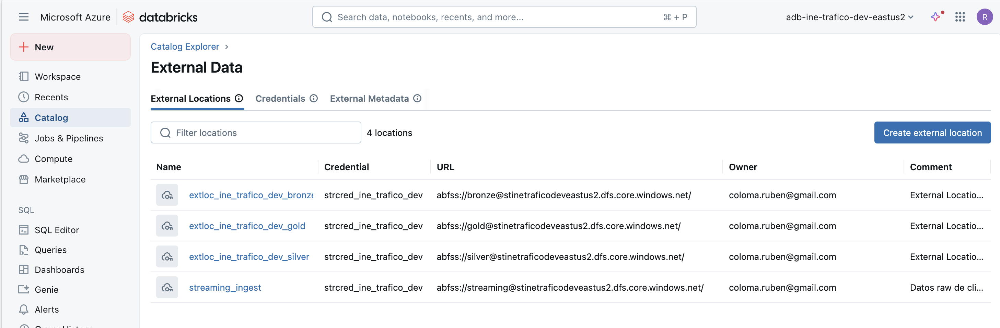 Microsoft Azure databricks Search data, notebooks, recents, and more... ⌘ + P adb-ine-trafico-dev-eastus2 R
New
Workspace
Recents
Catalog
Jobs & Pipelines
Compute
Marketplace
SQL
SQL Editor
Queries
Dashboards
Genie
Alerts
Query History
Catalog Explorer >
External Data
External Locations Credentials External Metadata
Filter locations 4 locations Create external location
Name Credential URL Owner Comment
extloc_ine_trafico_dev_bronze strcred_ine_trafico_dev abfss://bronze@stinetraficodeveastus2.dfs.core.windows.net/ coloma.ruben@gmail.com External Locatio...
extloc_ine_trafico_dev_gold strcred_ine_trafico_dev abfss://gold@stinetraficodeveastus2.dfs.core.windows.net/ coloma.ruben@gmail.com External Locatio...
extloc_ine_trafico_dev_silver strcred_ine_trafico_dev abfss://silver@stinetraficodeveastus2.dfs.core.windows.net/ coloma.ruben@gmail.com External Locatio...
streaming_ingest strcred_ine_trafico_dev abfss://streaming@stinetraficodeveastus2.dfs.core.windows.net/ coloma.ruben@gmail.com Datos raw de cli...